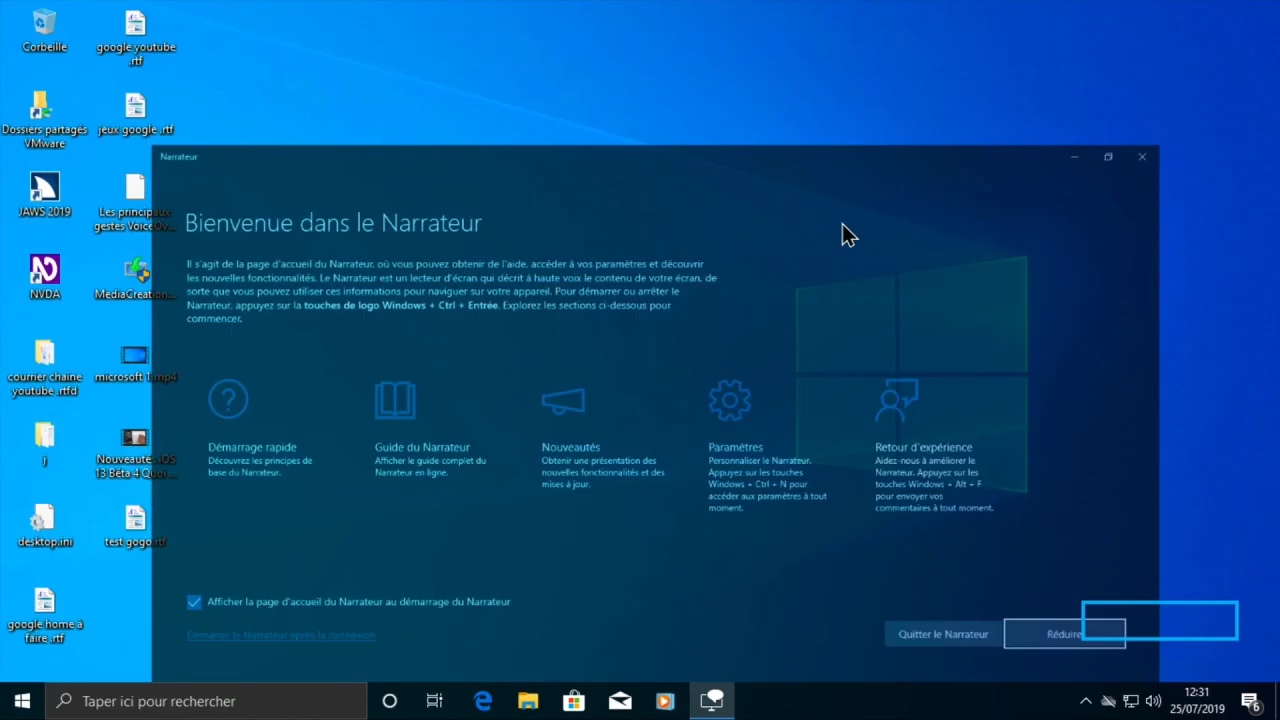 Corbeille
google youtube
.rtf
Dossiers partagés
VMware
jeux google .rtf
JAWS 2019
Les principaux
gestes VoiceOv...
NVDA
MediaCreation...
courrier chaine
youtube .rtfd
microsoft 1.mp4
j
Nouveautés iOS
13 Bêta 4 Quoi ...
desktop.ini
test gogo.rtf
google home à
faire .rtf
Narrateur
Bienvenue dans le Narrateur
Il s'agit de la page d'accueil du Narrateur, où vous pouvez obtenir de l'aide, accéder à vos paramètres et découvrir
les nouvelles fonctionnalités. Le Narrateur est un lecteur d'écran qui décrit à haute voix le contenu de votre écran, de
sorte que vous pouvez utiliser ces informations pour naviguer sur votre appareil. Pour démarrer ou arrêter le
Narrateur, appuyez sur la touches de logo Windows + Ctrl + Entrée. Explorez les sections ci-dessous pour
commencer.
Démarrage rapide
Découvrez les principes de
base du Narrateur.
Guide du Narrateur
Afficher le guide complet du
Narrateur en ligne.
Nouveautés
Obtenir une présentation des
nouvelles fonctionnalités et des
mises à jour.
Paramètres
Personnaliser le Narrateur.
Appuyez sur les touches
Windows + Ctrl + N pour
accéder aux paramètres à tout
moment.
Retour d'expérience
Aidez-nous à améliorer le
Narrateur. Appuyez sur les
touches Windows + Alt + F
pour envoyer vos
commentaires à tout moment.
Afficher la page d'accueil du Narrateur au démarrage du Narrateur
Démarrer le Narrateur après la connexion
Quitter le Narrateur
Réduire
Taper ici pour rechercher
12:31
25/07/2019
6